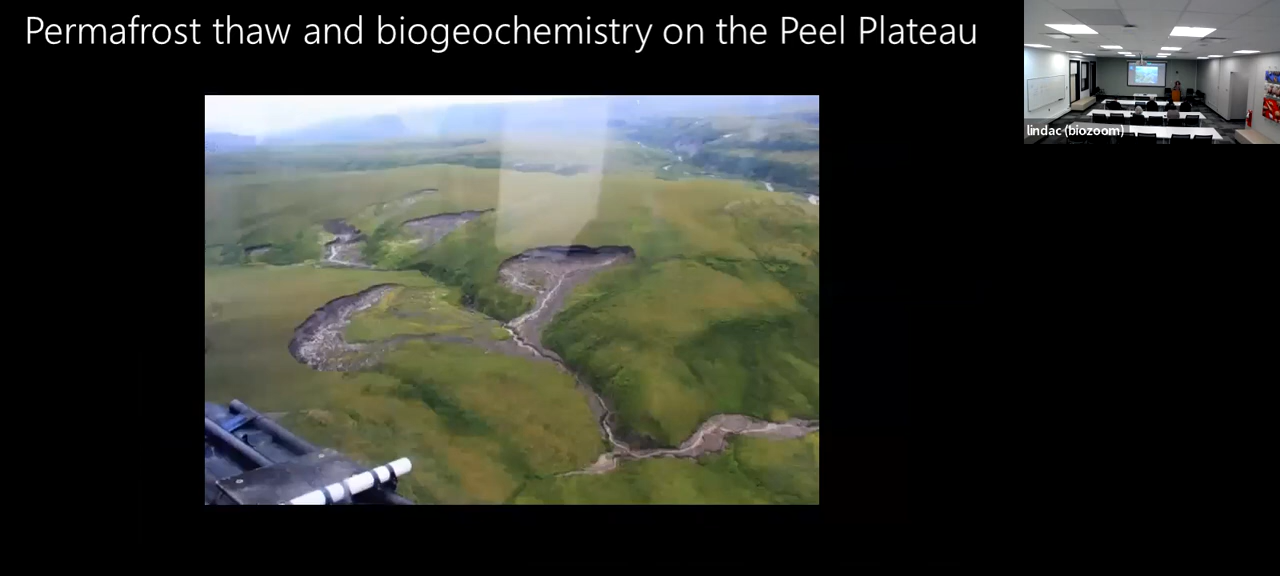 Permafrost thaw and biogeochemistry on the Peel Plateau
lindac (biozoom)